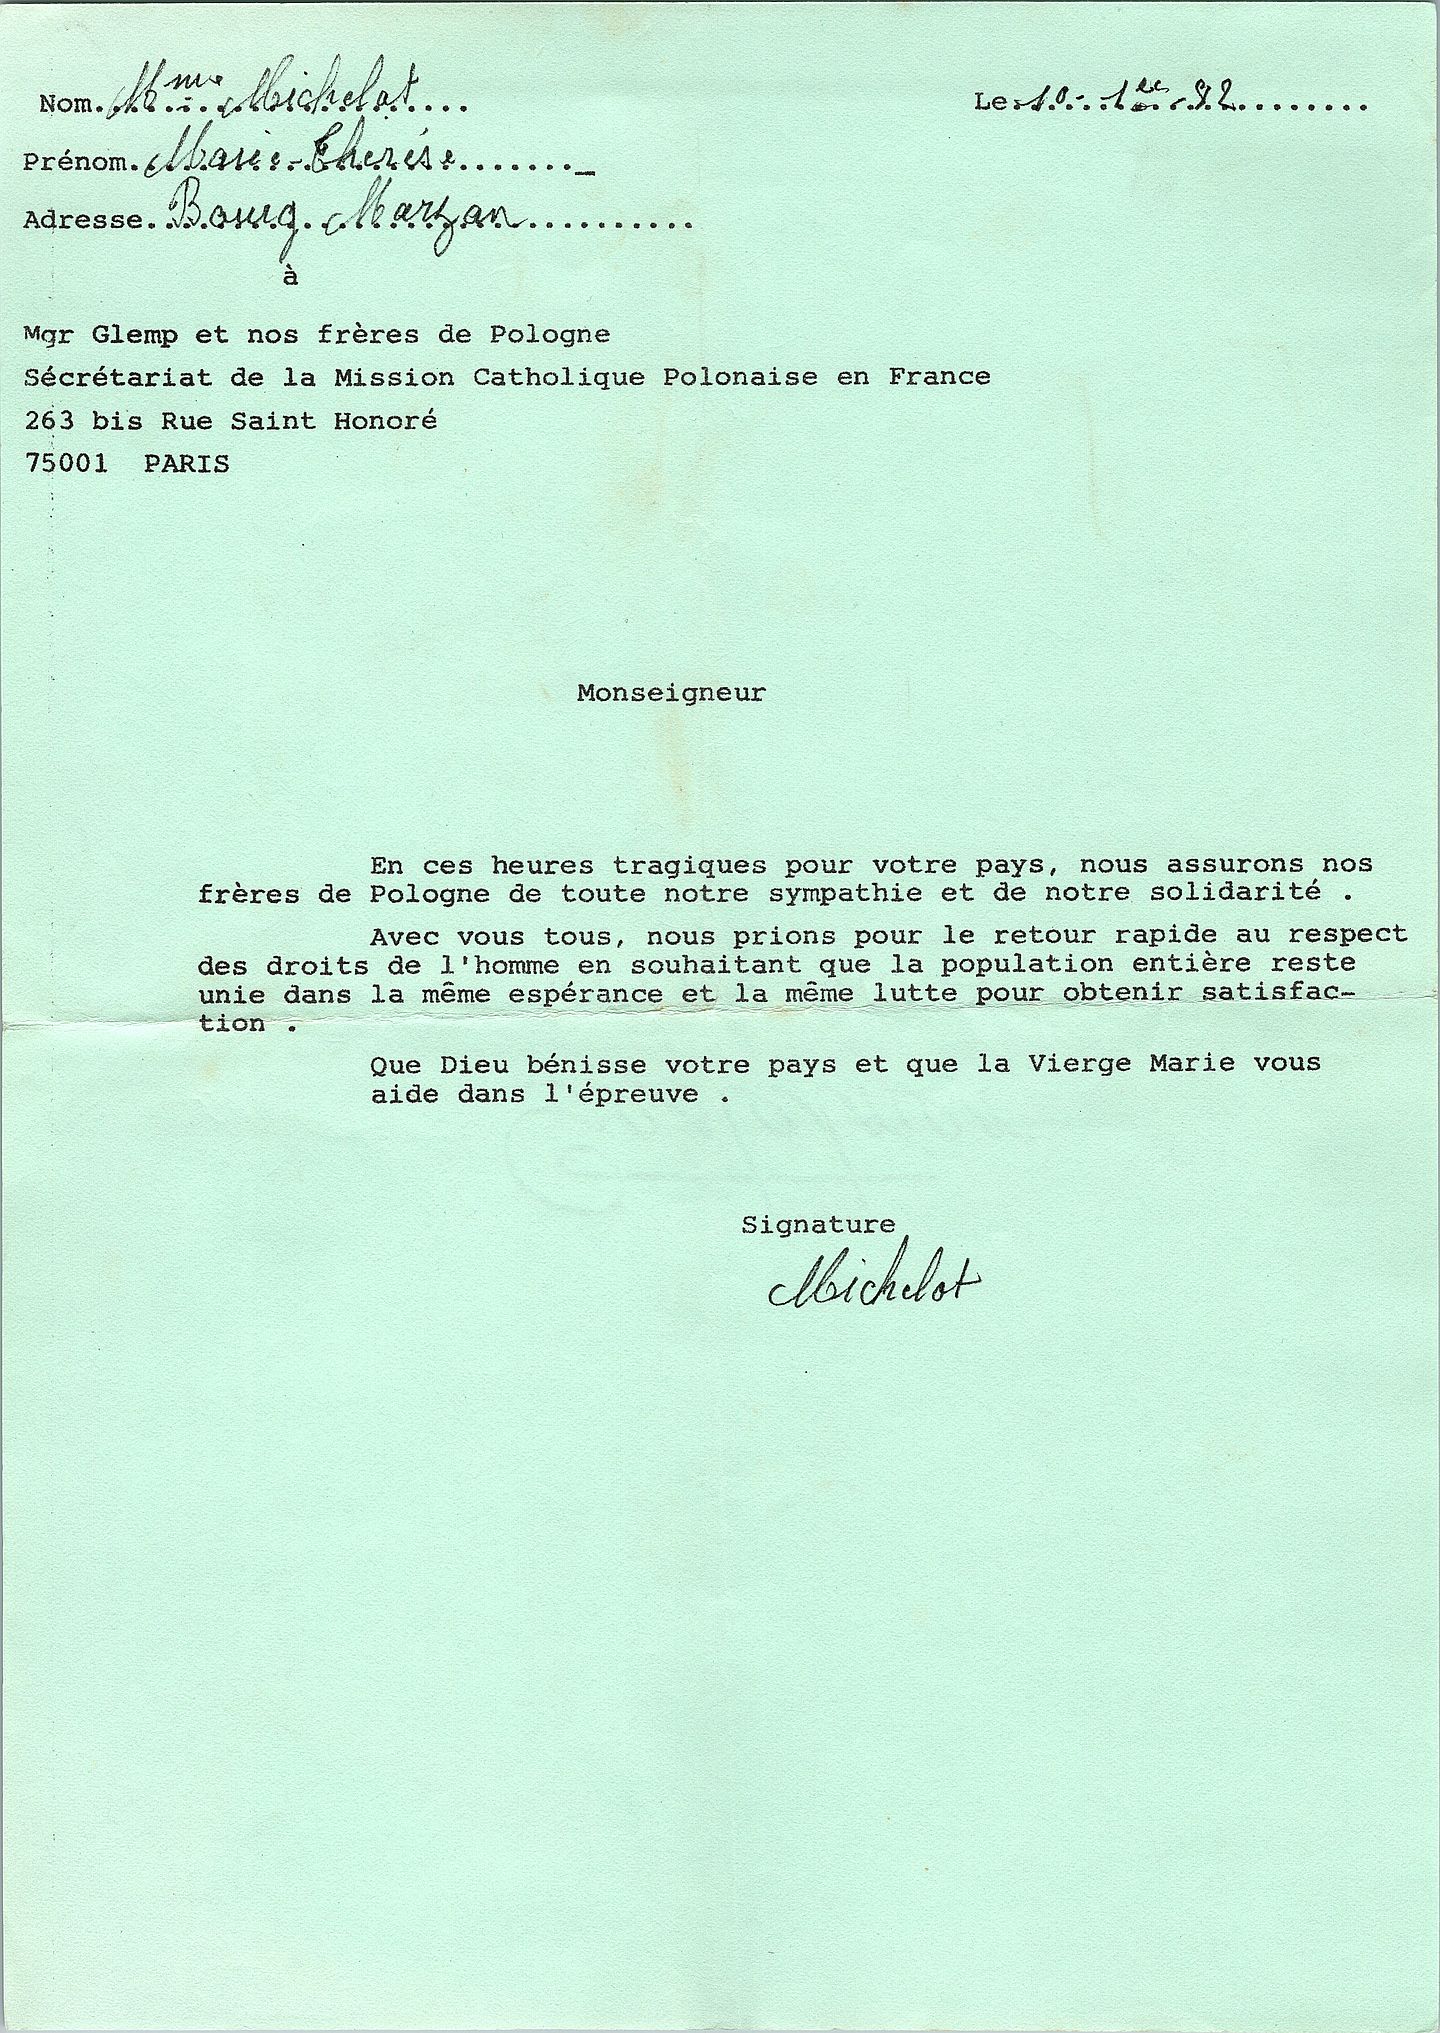 Nom. Mme Michelot....
Le.10..1er.82........
Prénom. Marie-Thérèse.......
Adresse. Bourg Marzan..........
à
Mgr Glemp et nos frères de Pologne
Sécrétariat de la Mission Catholique Polonaise en France
263 bis Rue Saint Honoré
75001 PARIS
Monseigneur
En ces heures tragiques pour votre pays, nous assurons nos
frères de Pologne de toute notre sympathie et de notre solidarité .
Avec vous tous, nous prions pour le retour rapide au respect
des droits de l'homme en souhaitant que la population entière reste
unie dans la même espérance et la même lutte pour obtenir satisfac-
tion .
Que Dieu bénisse votre pays et que la Vierge Marie vous
aide dans l'épreuve .
Signature
Michelot